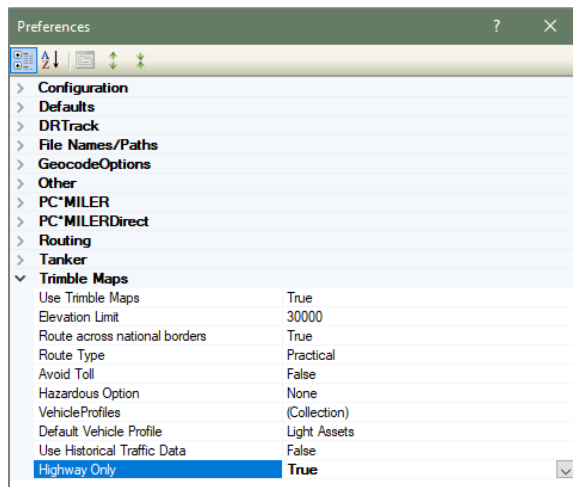 Preferences ?
Configuration
Defaults
DRTrack
File Names/Paths
GeocodeOptions
Other
PC*MILER
PC*MILERDirect
Routing
Tanker
Trimble Maps
Use Trimble Maps True
Elevation Limit 30000
Route across national borders True
Route Type Practical
Avoid Toll False
Hazardous Option None
VehicleProfiles (Collection)
Default Vehicle Profile Light Assets
Use Historical Traffic Data False
Highway Only True